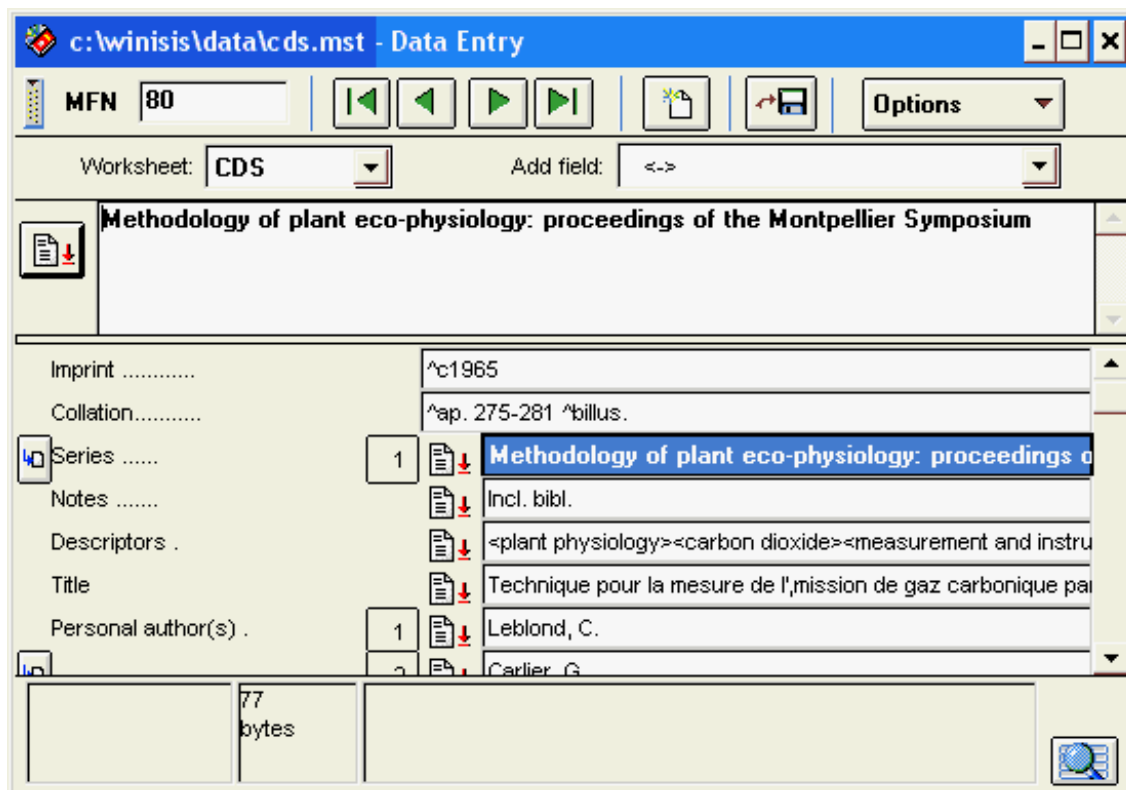 c:\winisis\data\cds.mst - Data Entry
MFN 80 Options
Worksheet: CDS Add field: <->
Methodology of plant eco-physiology: proceedings of the Montpellier Symposium
Imprint ............ ^c1965
Collation........... ^ap. 275-281 ^billus.
Series ...... 1 Methodology of plant eco-physiology: proceedings o
Notes ....... Incl. bibl.
Descriptors . <plant physiology><carbon dioxide><measurement and instru
Title Technique pour la mesure de l',mission de gaz carbonique par
Personal author(s) . 1 Leblond, C.
2 Carlier, G
77
bytes